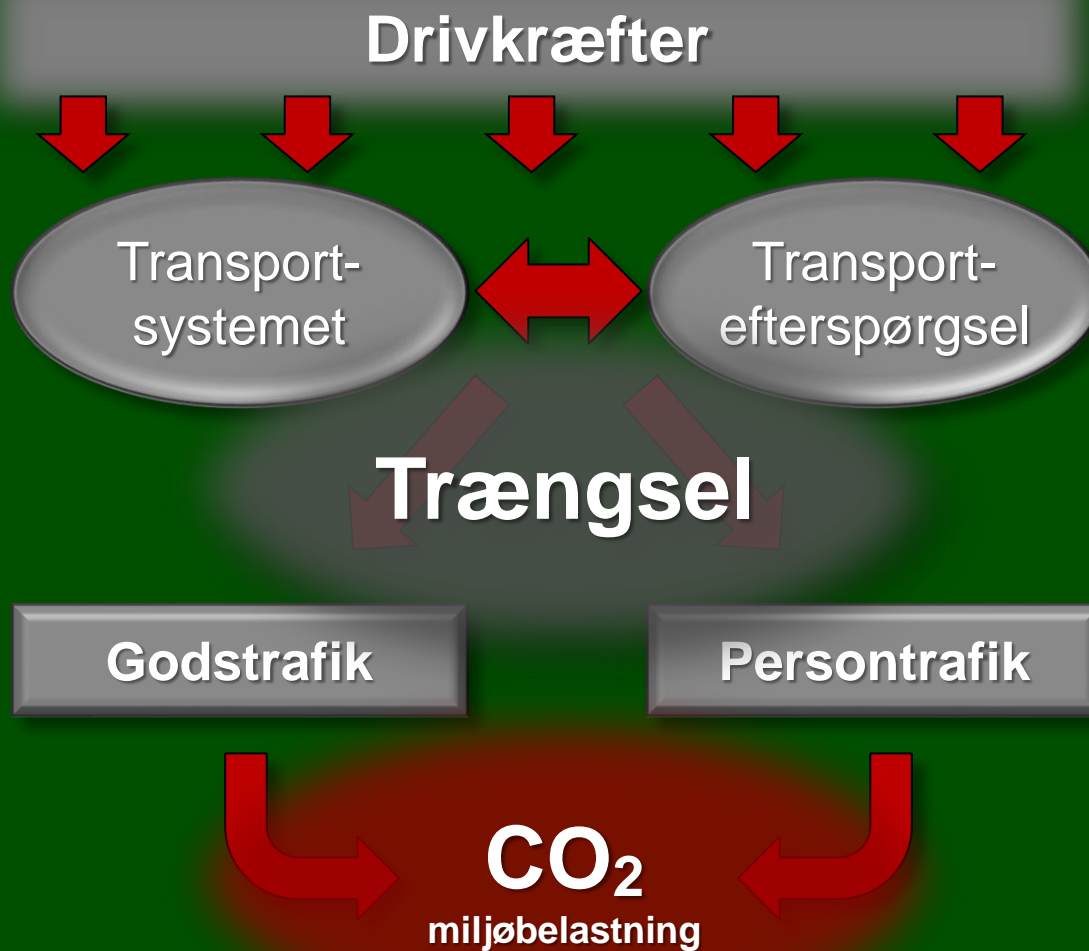 Drivkræfter
Transport-
systemet
Transport-
efterspørgsel
Trængsel
Godstrafik
Persontrafik
CO₂
miljøbelastning